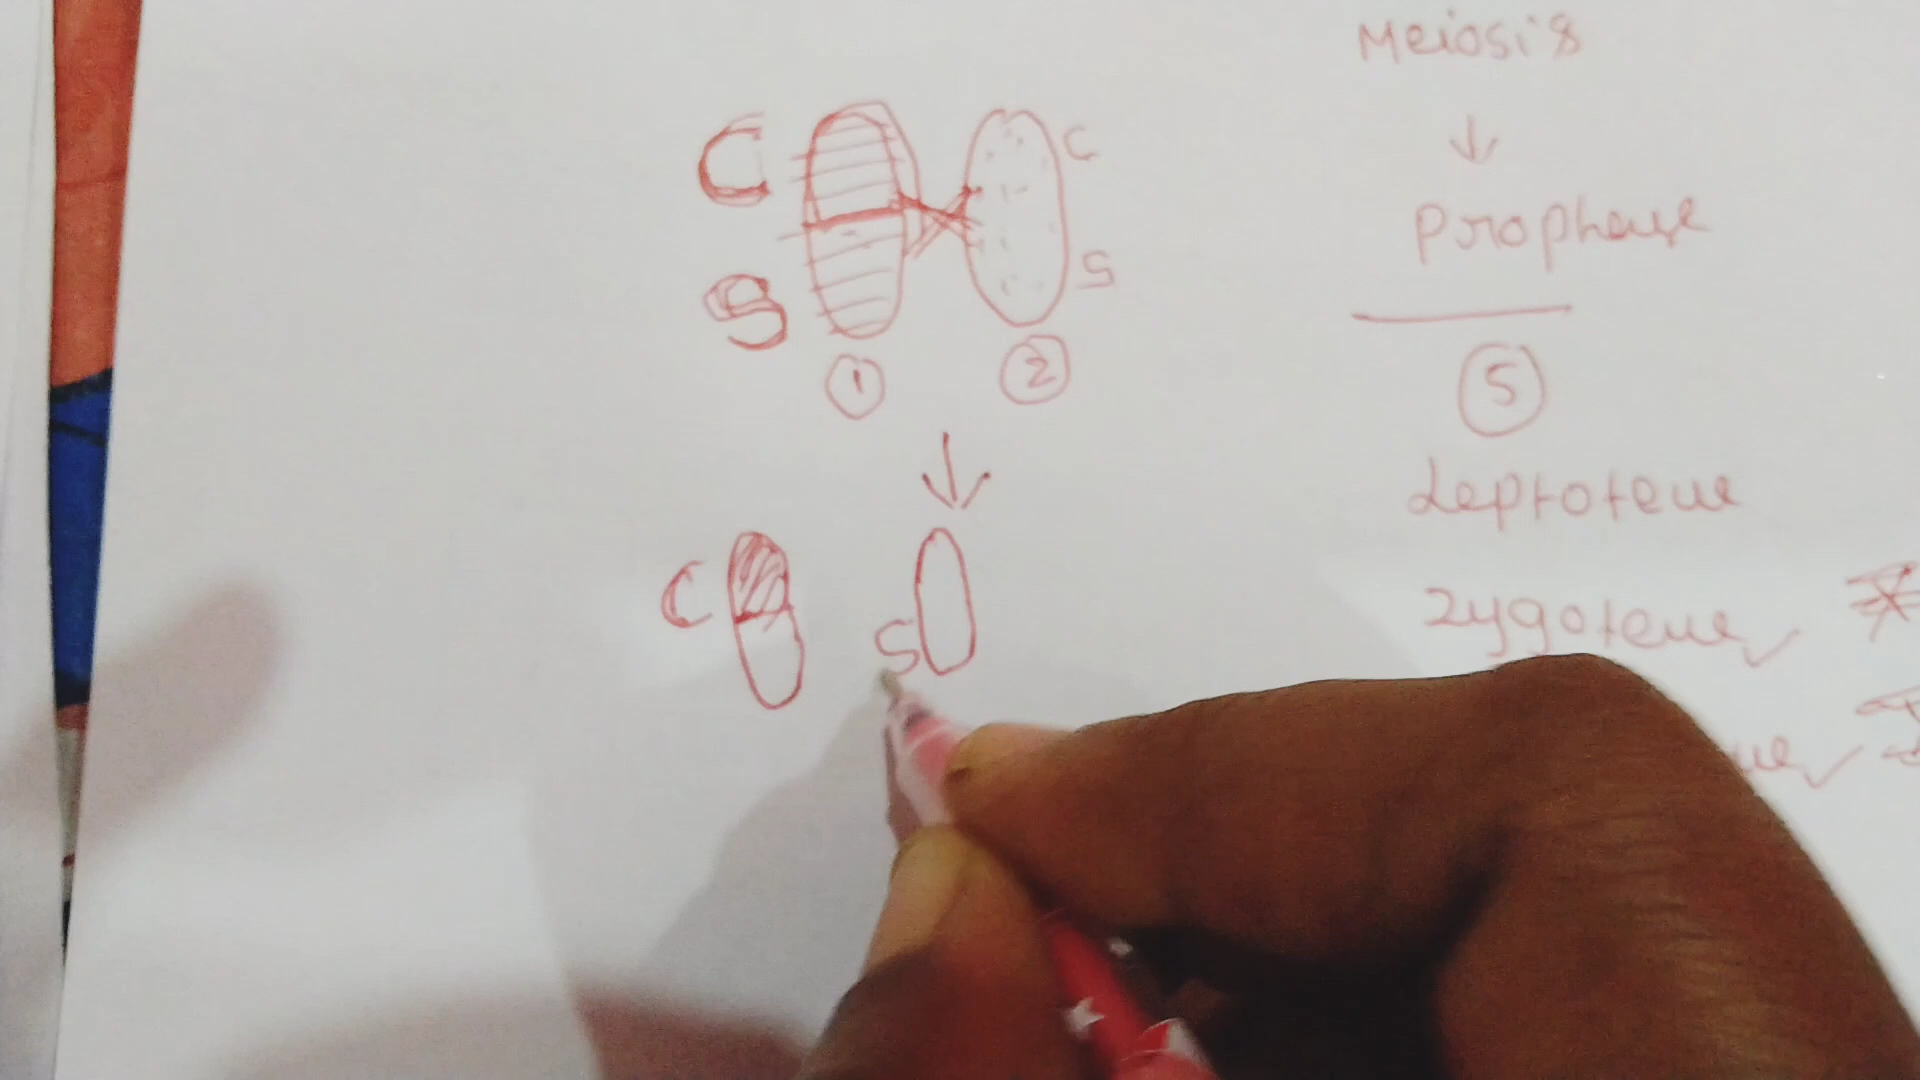 Meiosis
↓
Prophase
5
Leptotene
Zygotene
C
C
S
S
1
2
↓
C
S